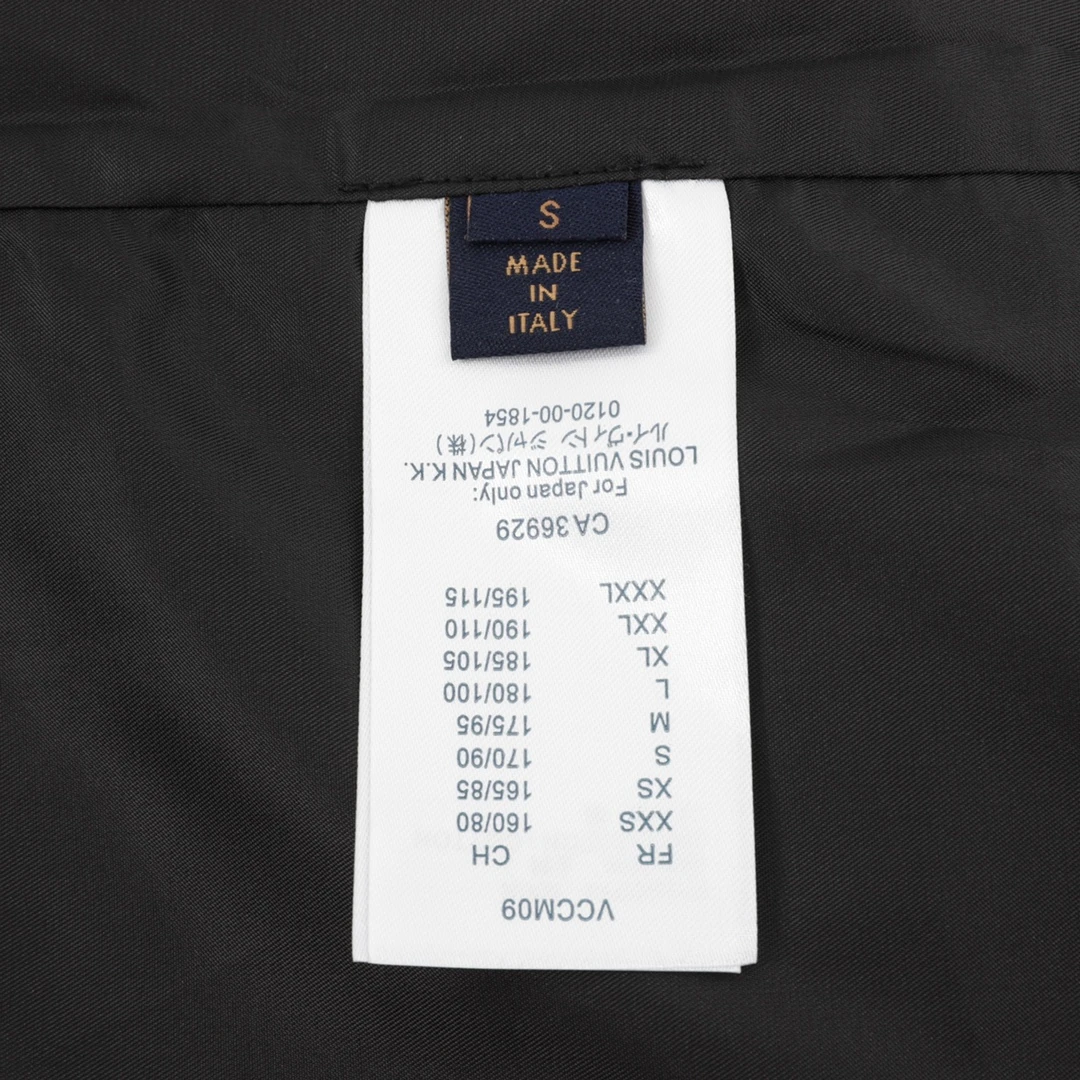 S
MADE
IN
ITALY
VCCM09
FR CH
XXS 160/80
XS 165/85
S 170/90
M 175/95
L 180/100
XL 185/105
XXL 190/110
XXXL 195/115
CA 36929
For Japan only:
LOUIS VUITTON JAPAN K.K.
ルイ・ヴィトン ジャパン(株)
0120-00-1854